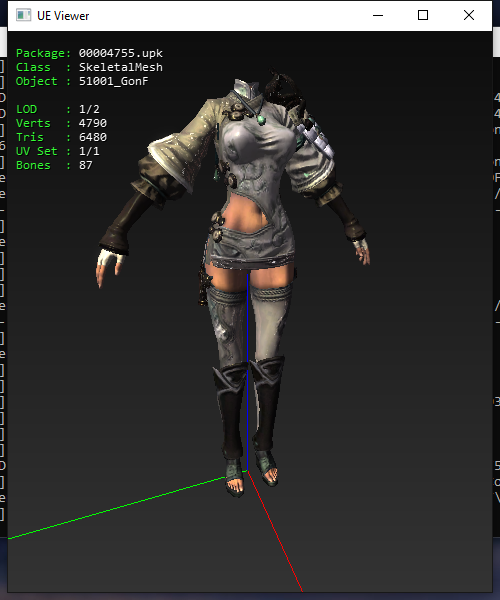 UE Viewer
Package: 00004755.upk
Class  : SkeletalMesh
Object : 51001_GonF
LOD    : 1/2
Verts  : 4790
Tris   : 6480
UV Set : 1/1
Bones  : 87